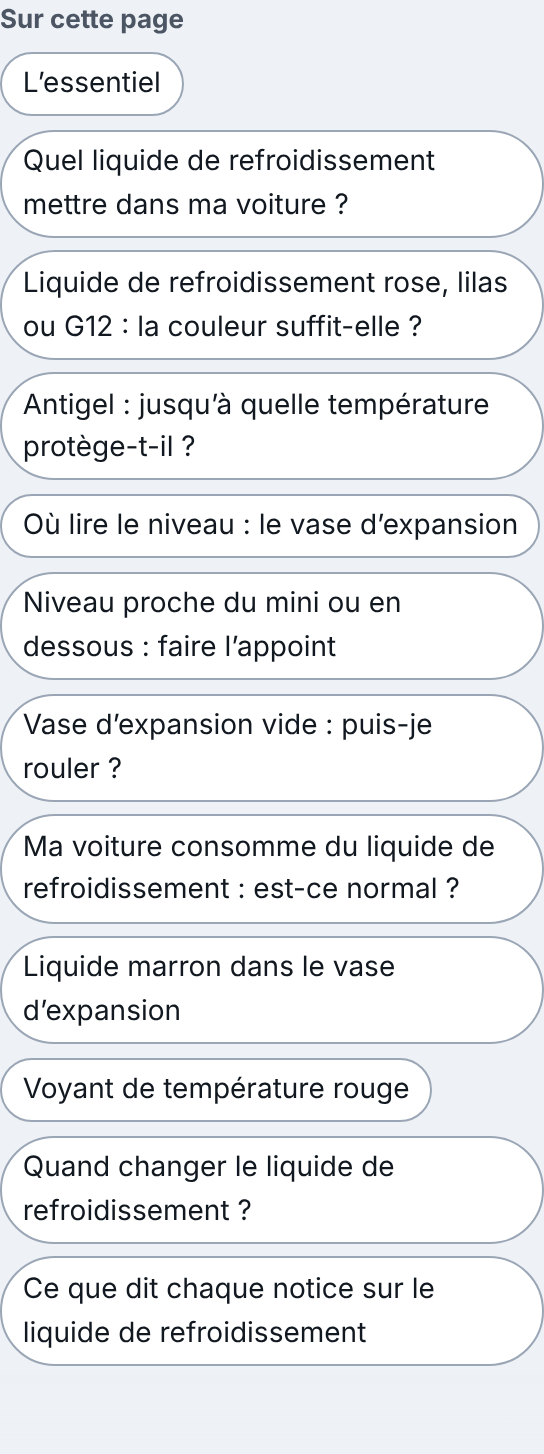 Sur cette page
L’essentiel
Quel liquide de refroidissement
mettre dans ma voiture ?
Liquide de refroidissement rose, lilas
ou G12 : la couleur suffit-elle ?
Antigel : jusqu’à quelle température
protège-t-il ?
Où lire le niveau : le vase d’expansion
Niveau proche du mini ou en
dessous : faire l’appoint
Vase d’expansion vide : puis-je
rouler ?
Ma voiture consomme du liquide de
refroidissement : est-ce normal ?
Liquide marron dans le vase
d’expansion
Voyant de température rouge
Quand changer le liquide de
refroidissement ?
Ce que dit chaque notice sur le
liquide de refroidissement